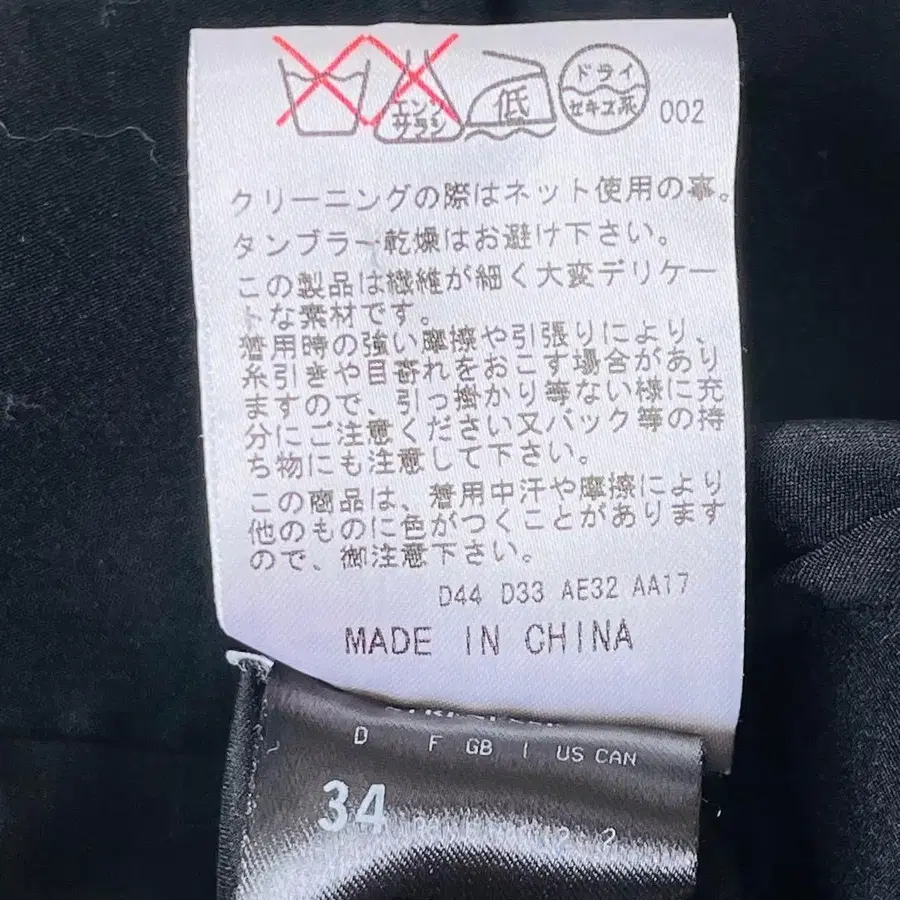 エンソ
サラシ
低
ドライ
セキユ系
002
クリーニングの際はネット使用の事。
タンブラー乾燥はお避け下さい。
この製品は繊維が細く大変デリケー
トな素材です。
着用時の強い摩擦や引張りにより、
糸引きや目寄れをおこす場合があり
ますので、引っ掛かり等ない様に充
分にご注意ください又バック等の持
ち物にも注意して下さい。
この商品は、着用中汗や摩擦により
他のものに色がつくことがあります
ので、御注意下さい。
D44 D33 AE32 AA17
MADE IN CHINA
D F GB I US CAN
34 2 2